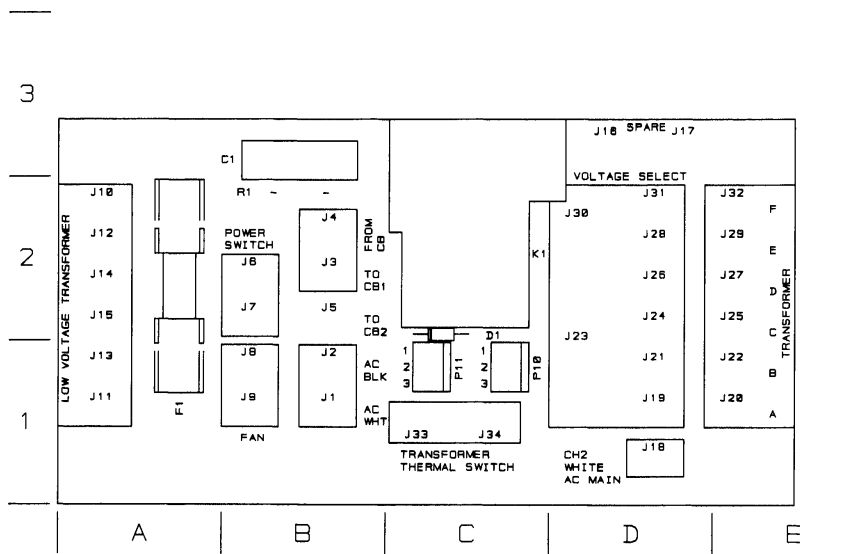 3
J16 SPARE J17
C1
VOLTAGE SELECT
J10
R1 - -
J31
J32
J4
J30
F
J12
POWER
SWITCH
FROM
CB
J28
J29
2
K1
E
J6
J3
TO
CB1
J14
J26
J27
LOW VOLTAGE TRANSFORMER
D
TRANSFORMER
J7
J5
J15
TO
CB2
J24
J25
D1
J23
C
J13
J8
J2
AC
BLK
1
2
3
P11
1
2
3
P10
J21
J22
B
J11
J9
J1
J19
J20
F1
AC
WHT
A
1
FAN
J33 J34
TRANSFORMER
THERMAL SWITCH
CH2
WHITE
AC MAIN
J18
A B C D E